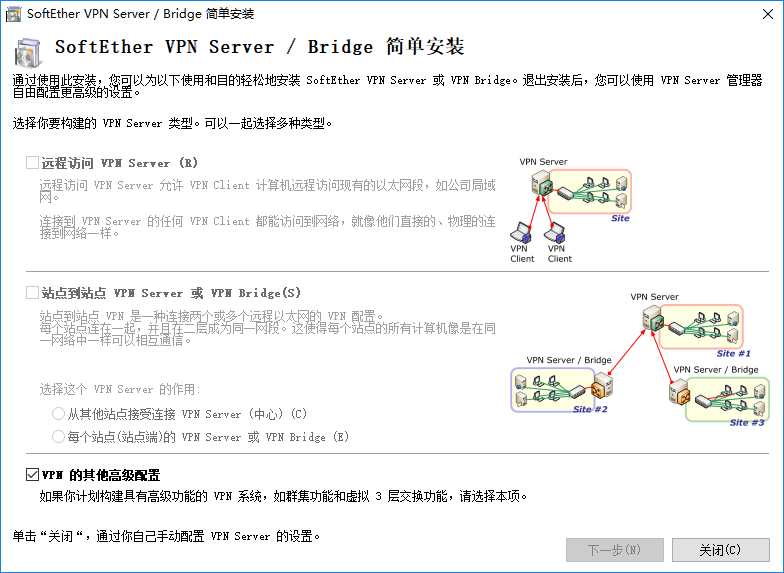 SoftEther VPN Server / Bridge 简单安装
SoftEther VPN Server / Bridge 简单安装
通过使用此安装，您可以为以下使用和目的轻松地安装 SoftEther VPN Server 或 VPN Bridge。退出安装后，您可以使用 VPN Server 管理器
自由配置更高级的设置。
选择你要构建的 VPN Server 类型。可以一起选择多种类型。
远程访问 VPN Server (R)
远程访问 VPN Server 允许 VPN Client 计算机远程访问现有的以太网段，如公司局域
网。
连接到 VPN Server 的任何 VPN Client 都能访问到网络，就像他们直接的、物理的连
接到网络一样。
VPN Server
Site
VPN Client
VPN Client
站点到站点 VPN Server 或 VPN Bridge(S)
站点到站点 VPN 是一种连接两个或多个远程以太网的 VPN 配置。
每个站点连在一起，并且在二层成为同一网段。这使得每个站点的所有计算机像是在同
一网络中一样可以相互通信。
选择这个 VPN Server 的作用:
从其他站点接受连接 VPN Server (中心) (C)
每个站点(站点端)的 VPN Server 或 VPN Bridge (E)
VPN Server
Site #1
VPN Server / Bridge
Site #2
VPN Server / Bridge
Site #3
VPN 的其他高级配置
如果你计划构建具有高级功能的 VPN 系统，如群集功能和虚拟 3 层交换功能，请选择本项。
单击“关闭“，通过你自己手动配置 VPN Server 的设置。
下一步(N)
关闭(C)